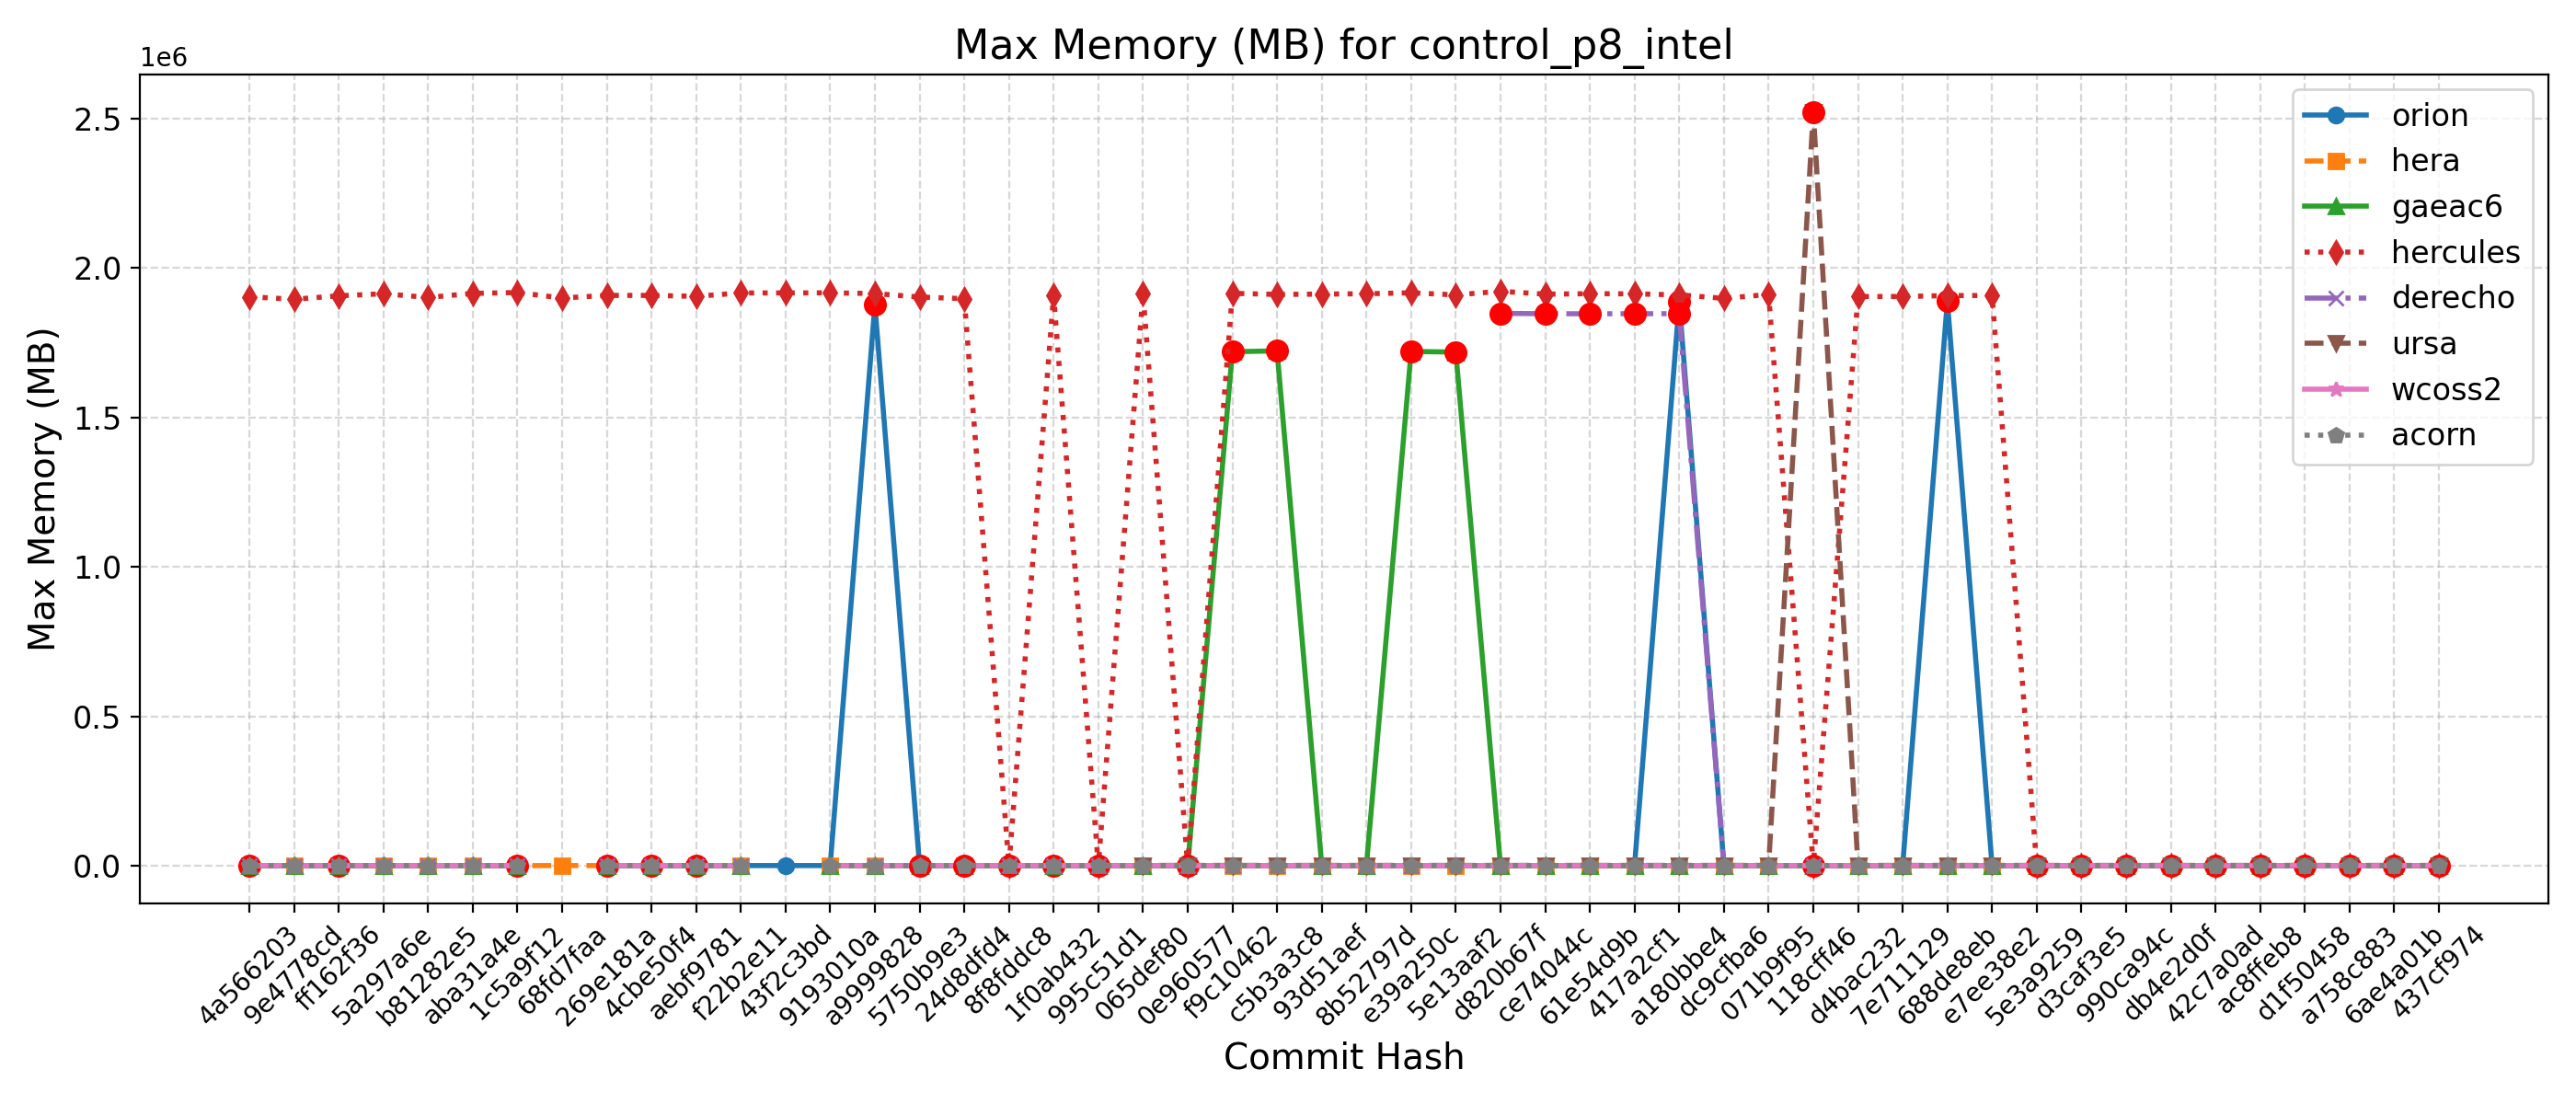 Max Memory (MB) for control_p8_intel
1e6
2.5
2.0
1.5
1.0
0.5
0.0
Max Memory (MB)
orion
hera
gaeac6
hercules
derecho
ursa
wcoss2
acorn
4a566203
9e4778cd
ff162f36
5a297a6e
b81282e5
aba31a4e
1c5a9f12
68fd7faa
269e181a
4cbe50f4
aebf9781
f22b2e11
43f2c3bd
9193010a
a9999828
5750b9e3
24d8dfd4
8f8fddc8
1f0ab432
995c51d1
065def80
0e960577
f9c10462
c5b3a3c8
93d51aef
8b52797d
e39a250c
5e13aaf2
d820b67f
ce74044c
61e54d9b
417a2cf1
a180bbe4
dc9cfba6
071b9f95
118cff46
d4bac232
7e711129
688de8eb
e7ee38e2
5e3a9259
d3caf3e5
990ca94c
db4e2d0f
42c7a0ad
ac8ffeb8
d1f50458
a758c883
6ae4a01b
437cf974
Commit Hash